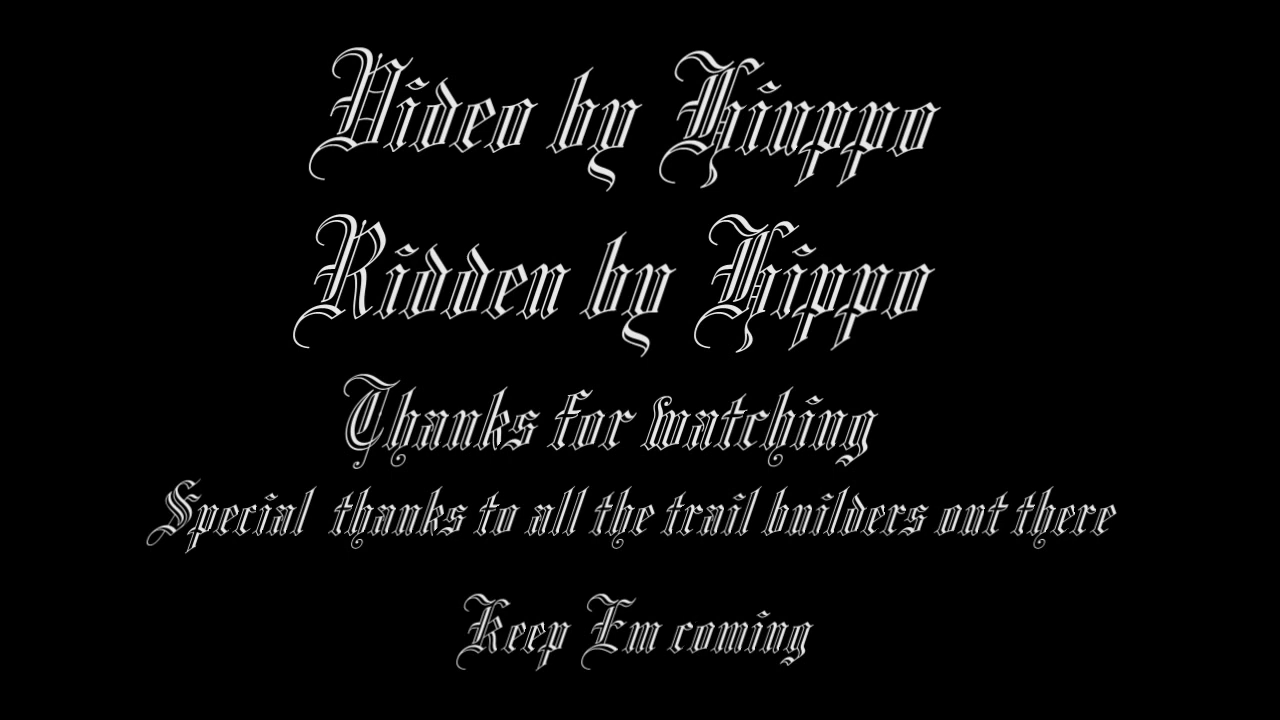 Video by Hiuppo
Ridden by Hippo
Thanks for watching
Special thanks to all the trail builders out there
Keep Em coming